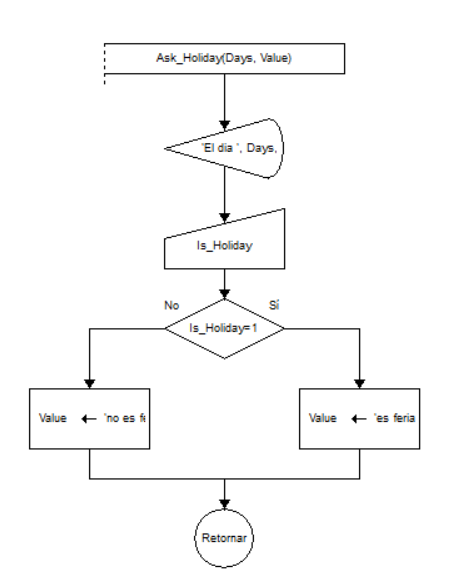 Ask_Holiday(Days, Value)
'El dia ', Days,
Is_Holiday
No
Sí
Is_Holiday=1
Value ← 'no es fe
Value ← 'es feria
Retornar